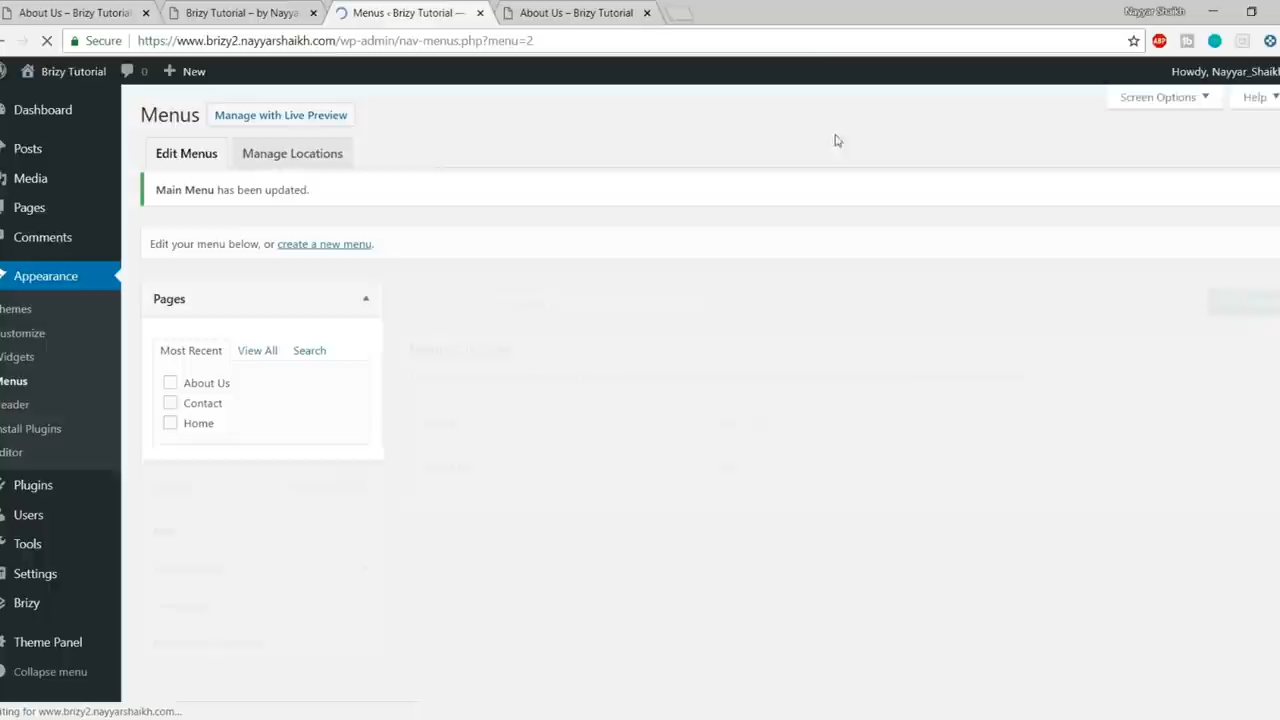 About Us – Brizy Tutorial
Brizy Tutorial – by Nayya
Menus ‹ Brizy Tutorial —
About Us – Brizy Tutorial
Nayyar Shaikh
Secure
https://www.brizy2.nayyarshaikh.com/wp-admin/nav-menus.php?menu=2
Brizy Tutorial
0
New
Howdy, Nayyar_Shaikh
Dashboard
Posts
Media
Pages
Comments
Appearance
hemes
ustomize
Widgets
Menus
eader
nstall Plugins
ditor
Plugins
Users
Tools
Settings
Brizy
Theme Panel
Collapse menu
Screen Options
Help
Menus
Manage with Live Preview
Edit Menus
Manage Locations
Main Menu has been updated.
Edit your menu below, or create a new menu.
Pages
Most Recent
View All
Search
About Us
Contact
Home
iting for www.brizy2.nayyarshaikh.com...